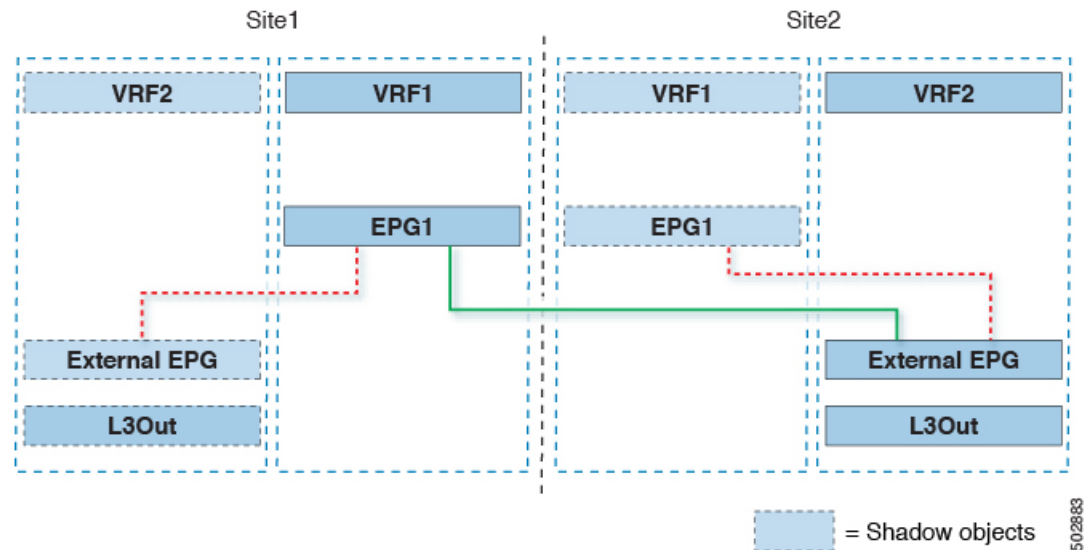 Site1
Site2
VRF2
VRF1
VRF1
VRF2
EPG1
EPG1
External EPG
External EPG
L3Out
L3Out
= Shadow objects
502883